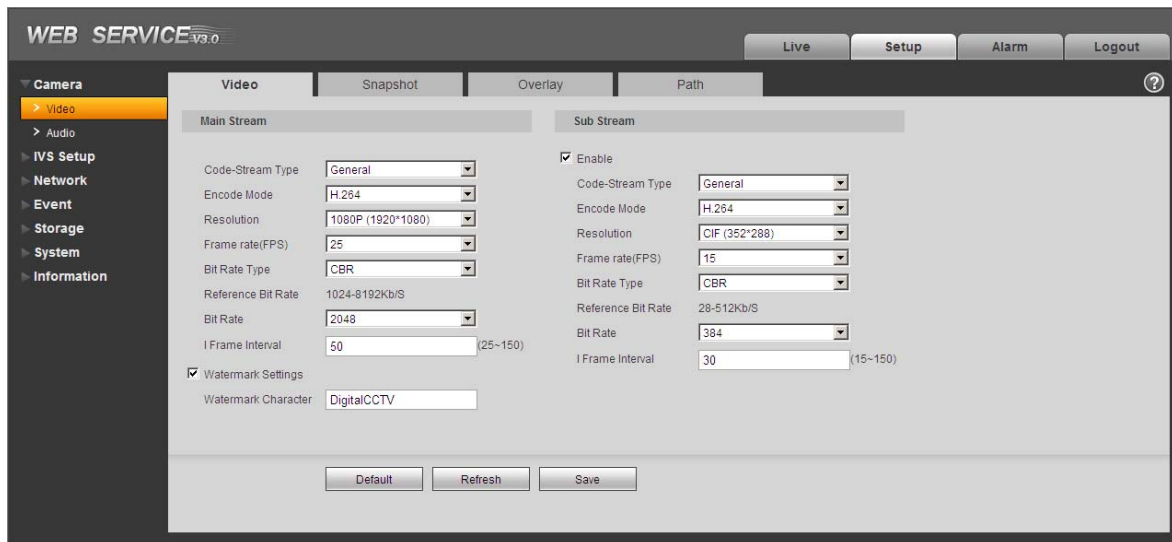 WEB SERVICE V3.0
Live
Setup
Alarm
Logout
Camera
> Video
> Audio
IVS Setup
Network
Event
Storage
System
Information
Video
Snapshot
Overlay
Path
?
Main Stream
Code-Stream Type General
Encode Mode H.264
Resolution 1080P (1920*1080)
Frame rate(FPS) 25
Bit Rate Type CBR
Reference Bit Rate 1024-8192Kb/S
Bit Rate 2048
I Frame Interval 50 (25~150)
Watermark Settings
Watermark Character DigitalCCTV
Sub Stream
Enable
Code-Stream Type General
Encode Mode H.264
Resolution CIF (352*288)
Frame rate(FPS) 15
Bit Rate Type CBR
Reference Bit Rate 28-512Kb/S
Bit Rate 384
I Frame Interval 30 (15~150)
Default
Refresh
Save